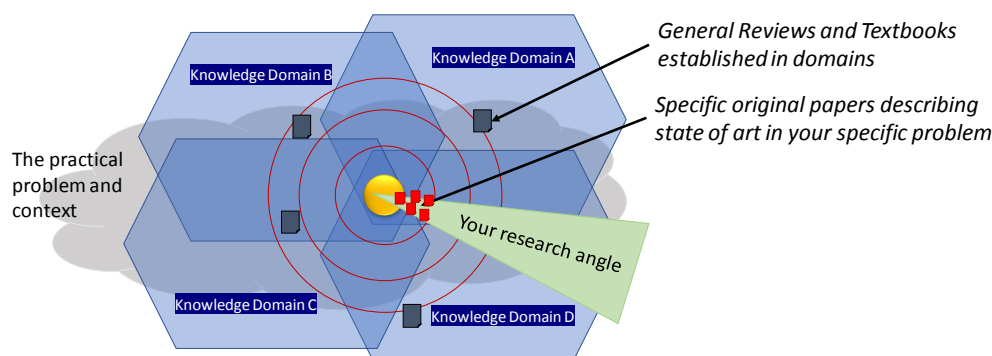 General Reviews and Textbooks
established in domains
Knowledge Domain A
Knowledge Domain B
Specific original papers describing
state of art in your specific problem
The practical
problem and
context
Your research angle
Knowledge Domain C
Knowledge Domain D